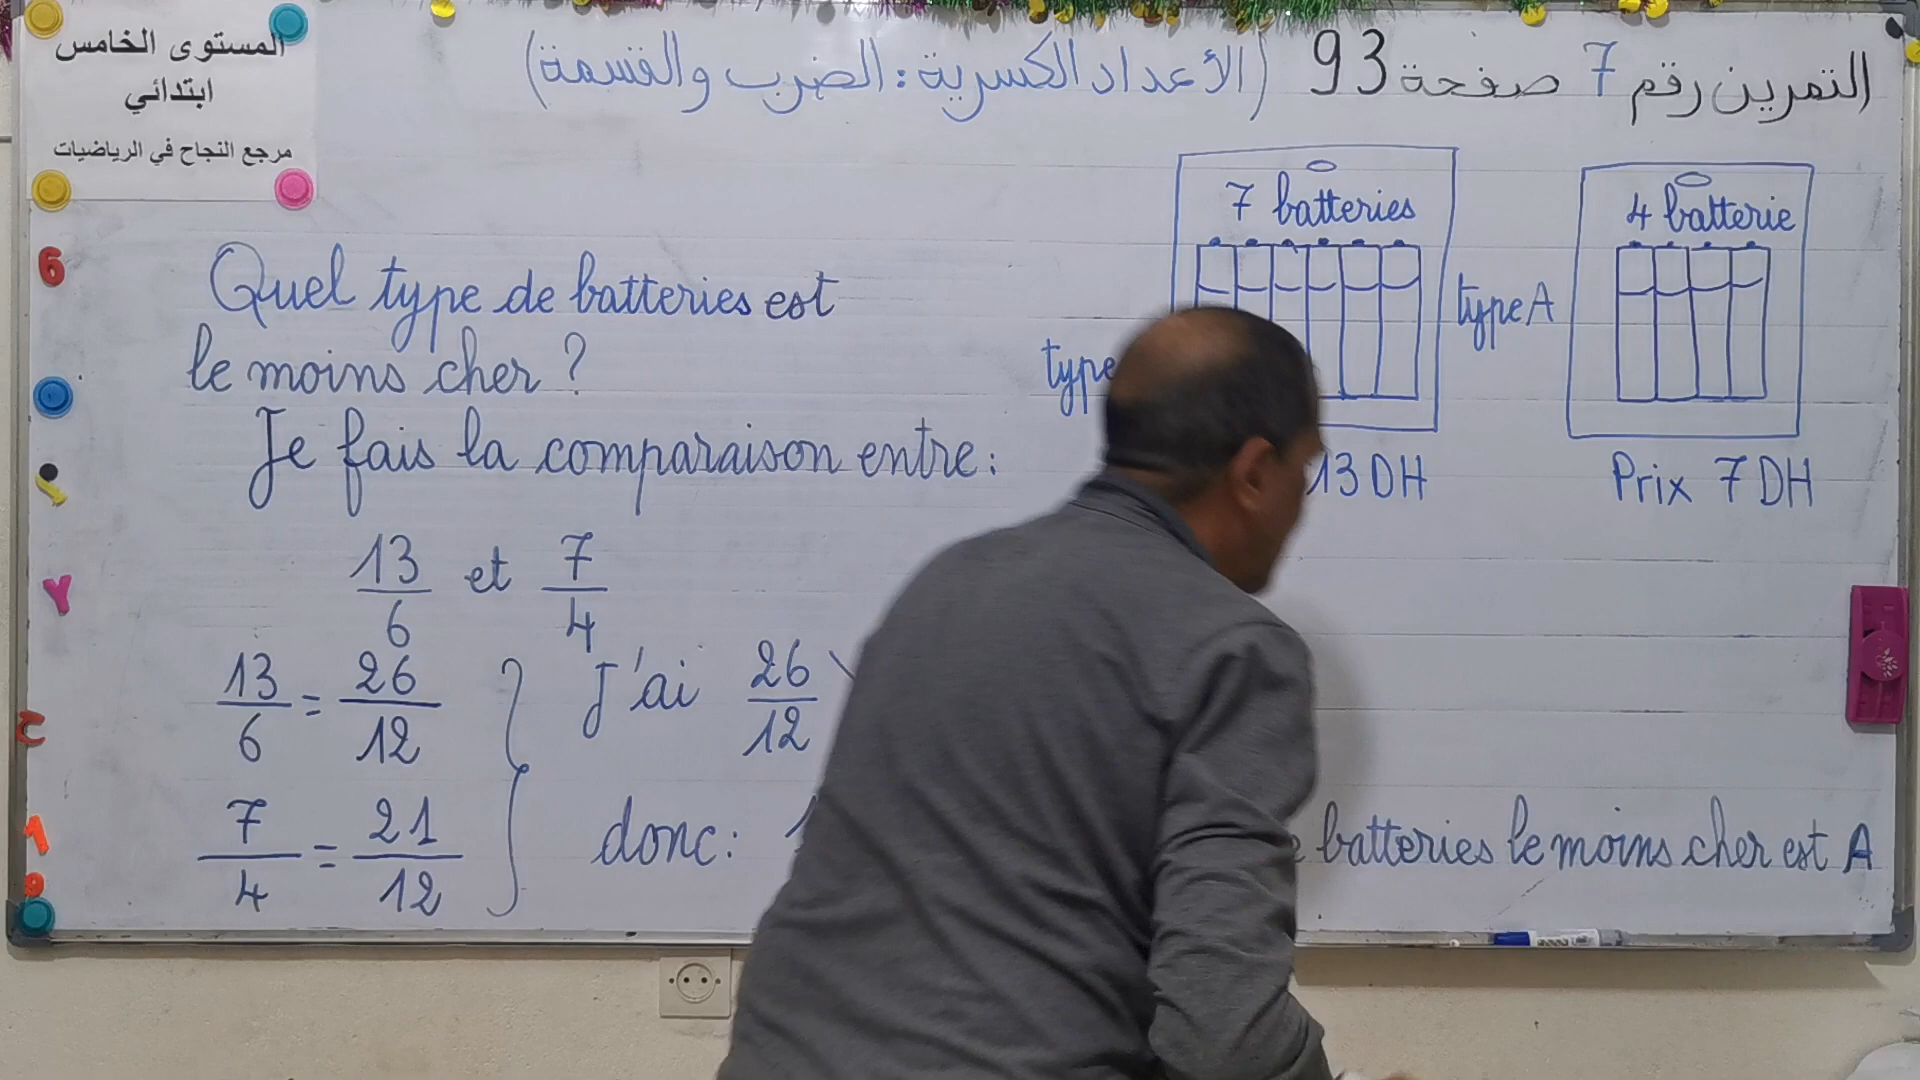 المستوى الخامس
ابتدائي
مرجع النجاح في الرياضيات
التمرين رقم 7 صفحة 93 (الأعداد الكسرية: الضرب والقسمة)
7 batteries
4 batterie
type
type A
13 DH
Prix 7 DH
Quel type de batteries est
le moins cher ?
Je fais la comparaison entre:
13/6 et 7/4
13/6 = 26/12
J'ai 26/12
7/4 = 21/12
donc:
batteries le moins cher est A